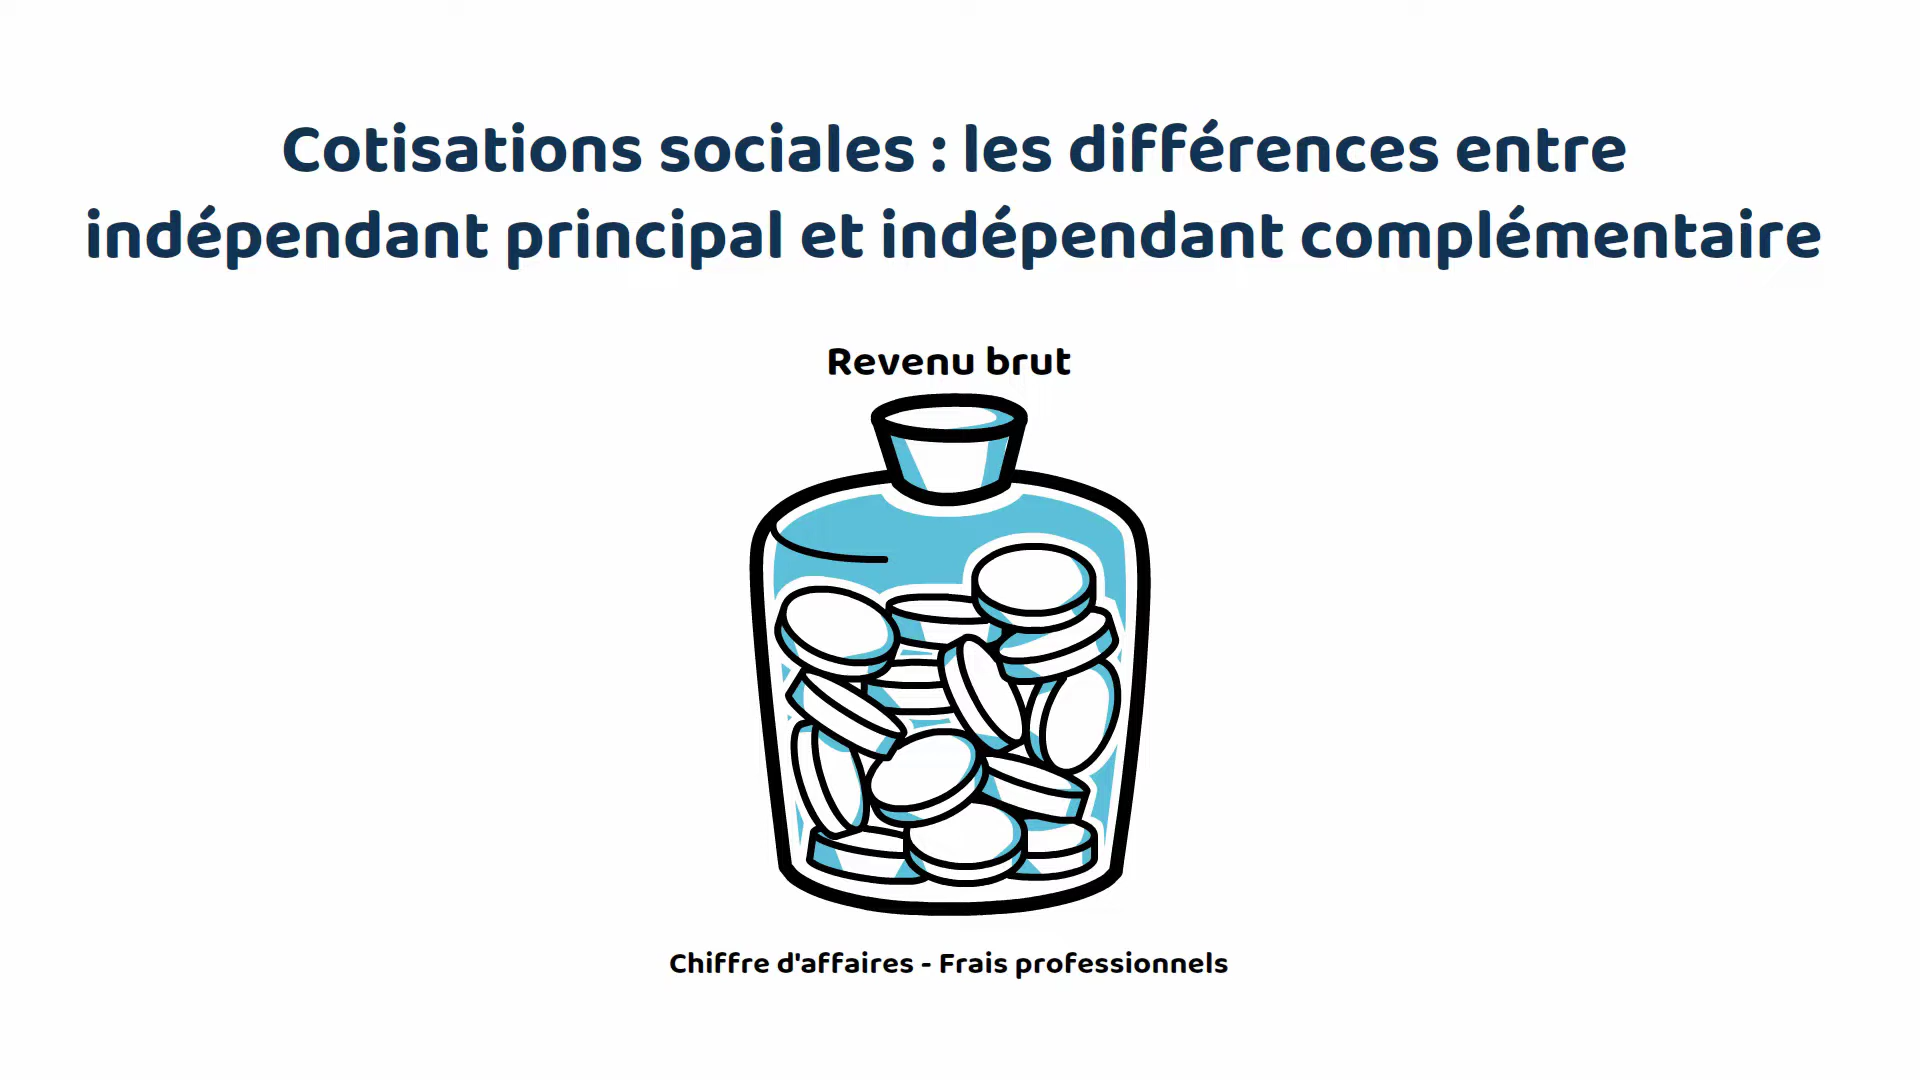 Cotisations sociales : les différences entre
indépendant principal et indépendant complémentaire
Revenu brut
Chiffre d'affaires - Frais professionnels